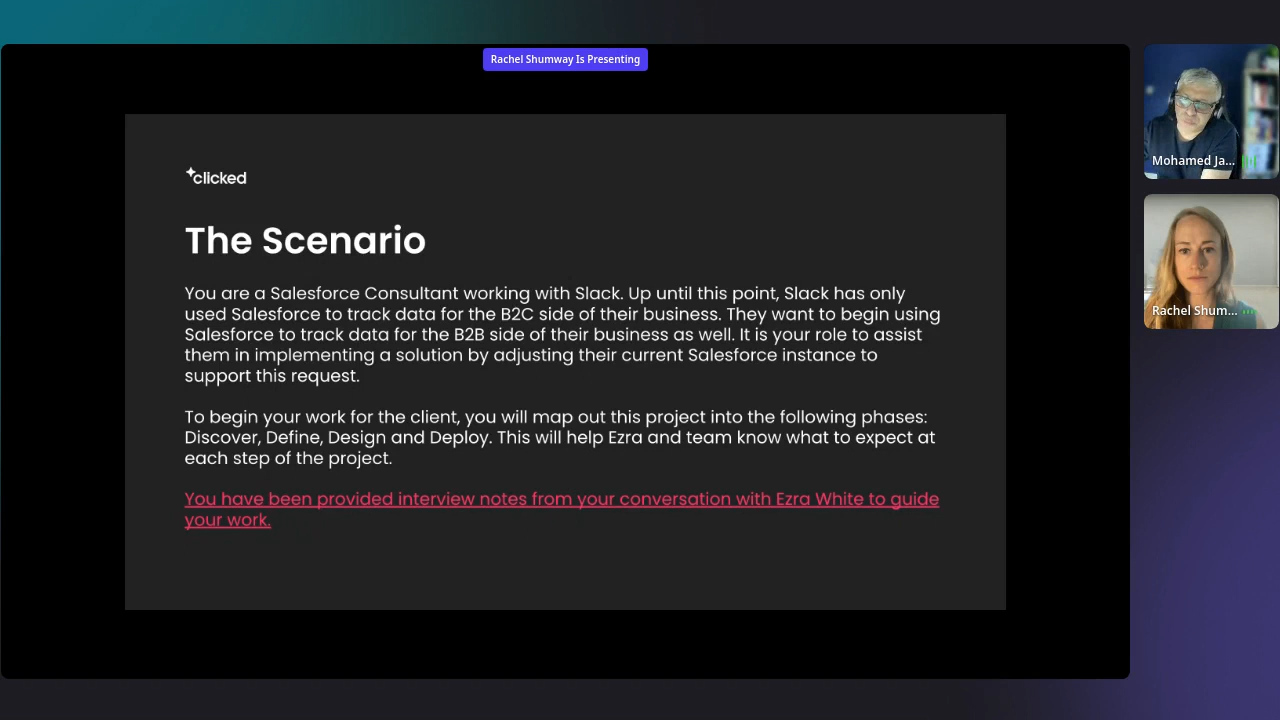 Rachel Shumway Is Presenting
clicked
The Scenario
You are a Salesforce Consultant working with Slack. Up until this point, Slack has only
used Salesforce to track data for the B2C side of their business. They want to begin using
Salesforce to track data for the B2B side of their business as well. It is your role to assist
them in implementing a solution by adjusting their current Salesforce instance to
support this request.
To begin your work for the client, you will map out this project into the following phases:
Discover, Define, Design and Deploy. This will help Ezra and team know what to expect at
each step of the project.
You have been provided interview notes from your conversation with Ezra White to guide
your work.
Mohamed Ja...
Rachel Shum...